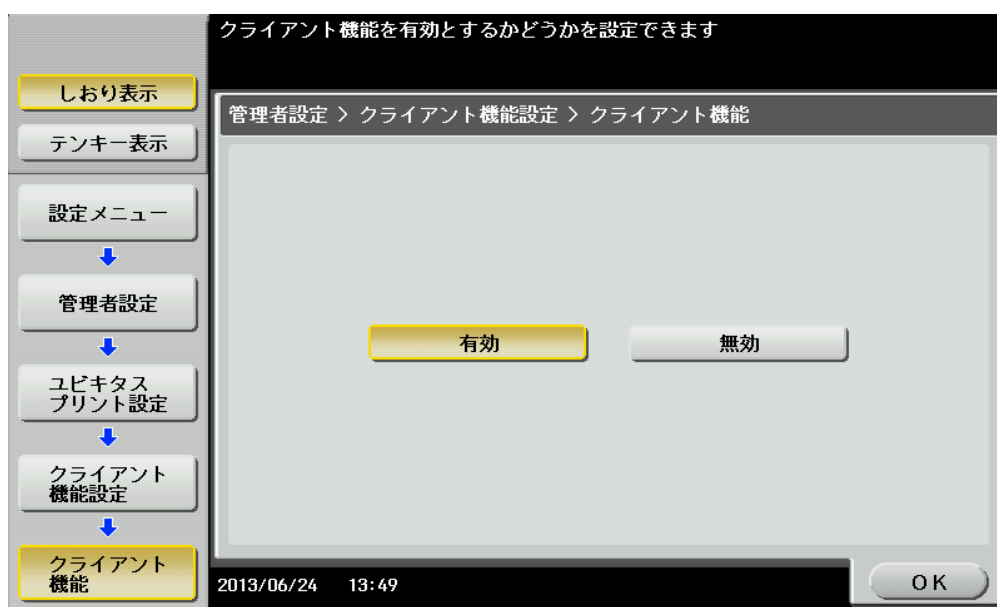 クライアント機能を有効とするかどうかを設定できます
しおり表示
テンキー表示
設定メニュー
管理者設定
ユビキタス
プリント設定
クライアント
機能設定
クライアント
機能
管理者設定 > クライアント機能設定 > クライアント機能
有効
無効
2013/06/24 13:49
OK